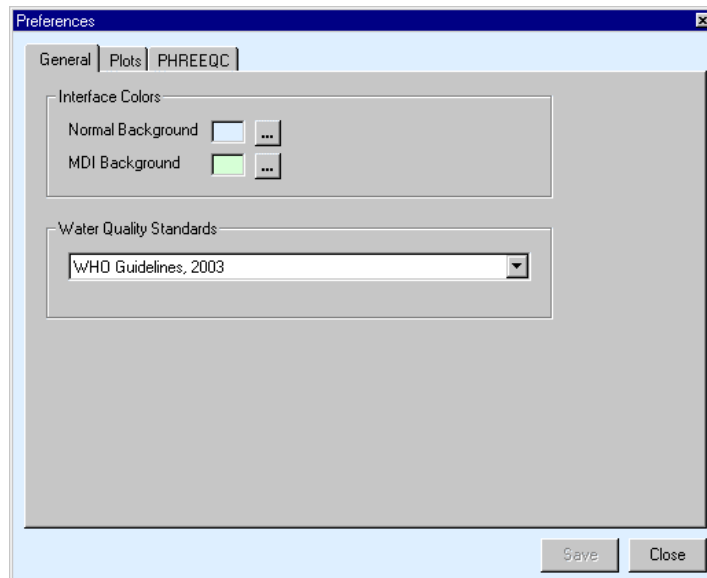 Preferences
General Plots PHREEQC
Interface Colors
Normal Background ...
MDI Background ...
Water Quality Standards
WHO Guidelines, 2003
Save Close